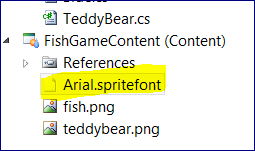 TeddyBear.cs
FishGameContent (Content)
References
Arial.spritefont
fish.png
teddybear.png